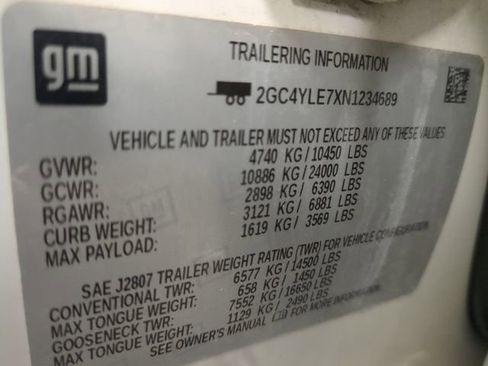 gm
TRAILERING INFORMATION
2GC4YLE7XN1234689
VEHICLE AND TRAILER MUST NOT EXCEED ANY OF THESE VALUES
GVWR: 4740 KG/10450 LBS
GCWR: 10886 KG/24000 LBS
RGAWR: 2898 KG/ 6390 LBS
CURB WEIGHT: 3121 KG/ 6881 LBS
MAX PAYLOAD: 1619 KG/ 3569 LBS
SAE J2807 TRAILER WEIGHT RATING (TWR) FOR VEHICLE CONFIGURATION.
CONVENTIONAL TWR: 6577 KG/14500 LBS
MAX TONGUE WEIGHT: 658 KG/ 1450 LBS
GOOSENECK TWR: 7552 KG/16650 LBS
MAX TONGUE WEIGHT: 1129 KG/ 2490 LBS
SEE OWNER'S MANUAL FOR MORE INFORMATION.